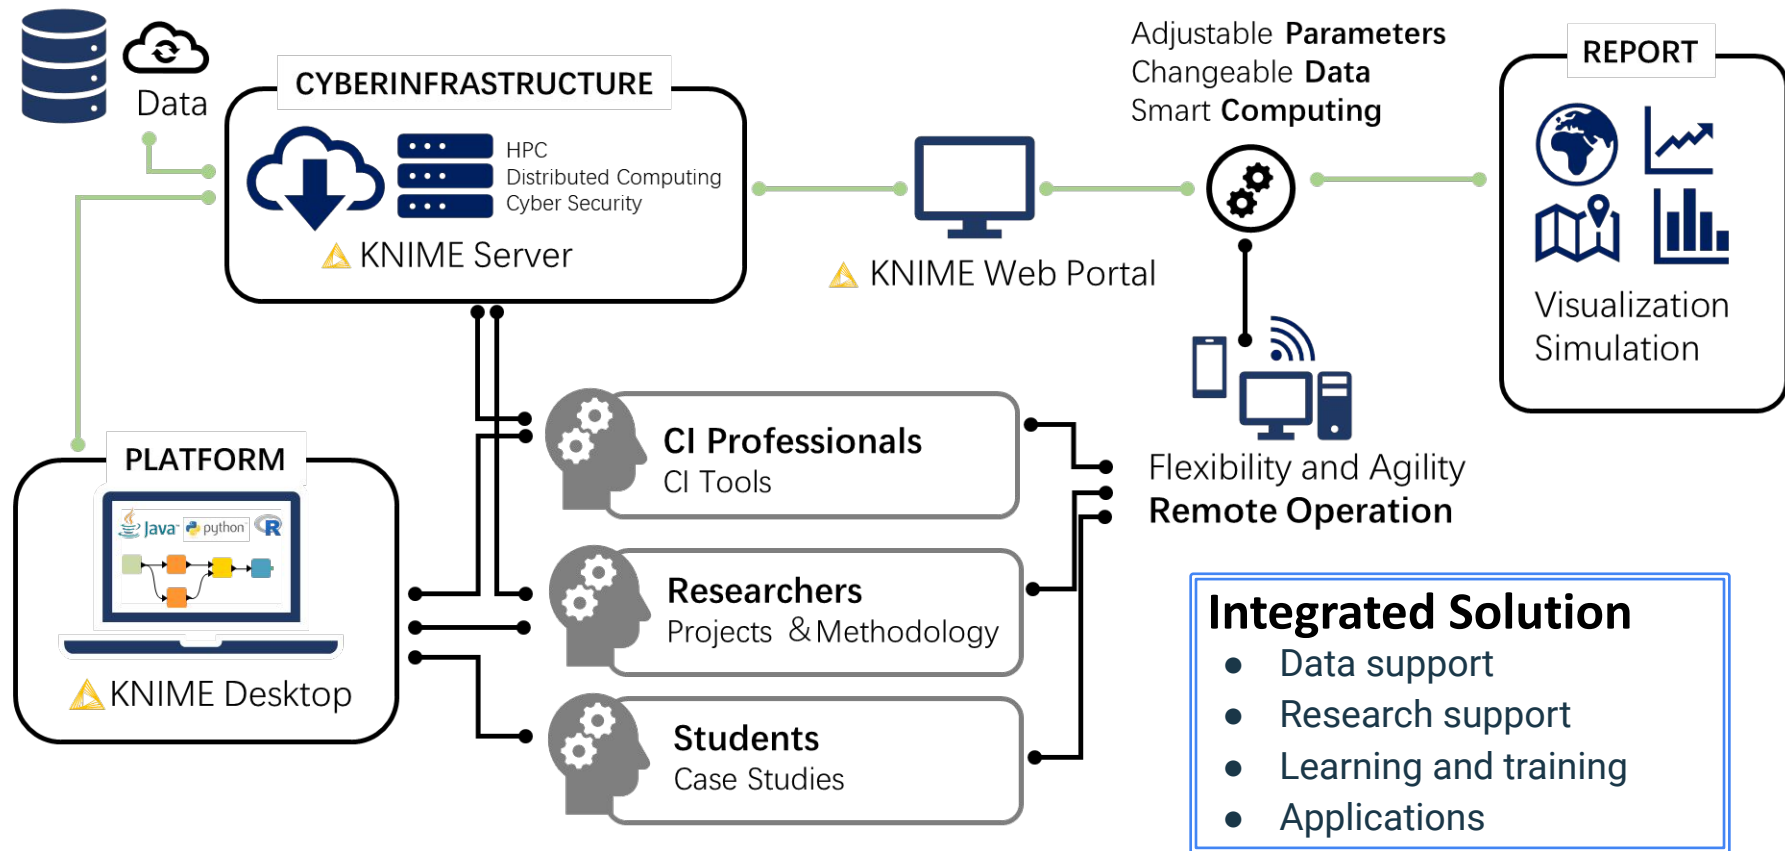 Data
CYBERINFRASTRUCTURE
HPC
Distributed Computing
Cyber Security
KNIME Server
KNIME Web Portal
Adjustable Parameters
Changeable Data
Smart Computing
REPORT
Visualization
Simulation
PLATFORM
Java™ python™ R
KNIME Desktop
CI Professionals
CI Tools
Researchers
Projects &Methodology
Students
Case Studies
Flexibility and Agility
Remote Operation
Integrated Solution
● Data support
● Research support
● Learning and training
● Applications